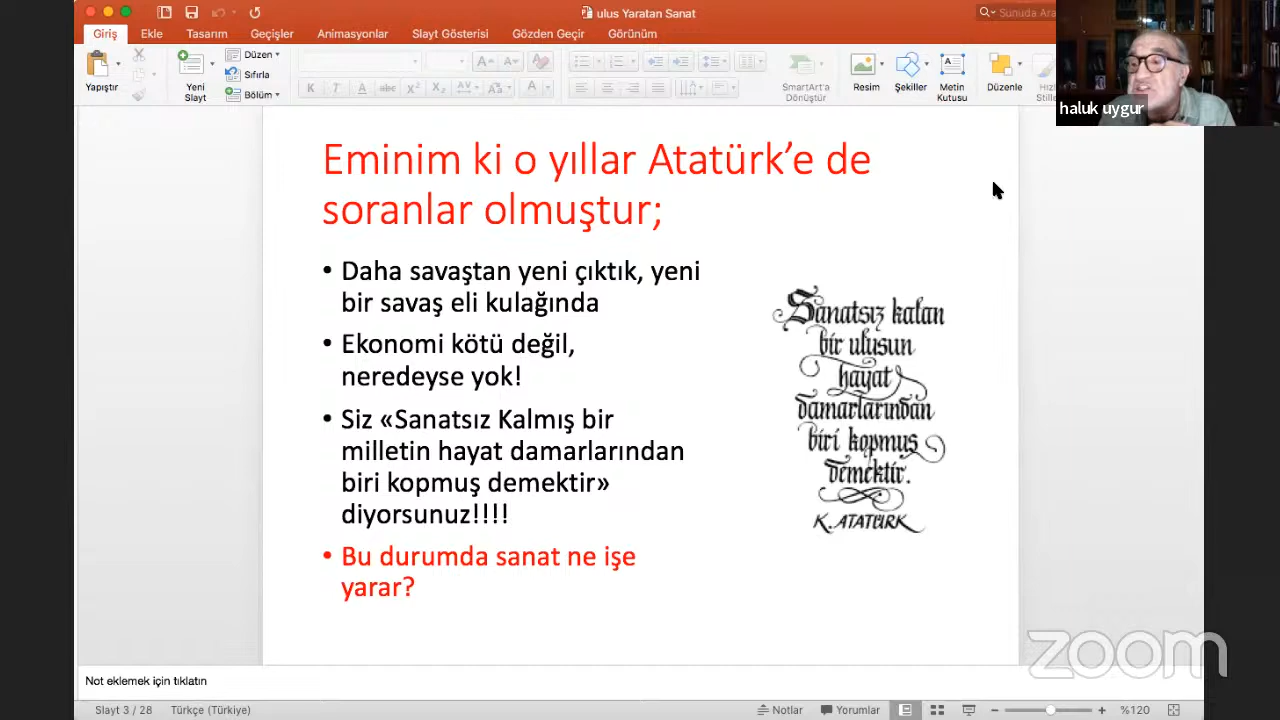 ulus Yaratan Sanat
Sunuda Ara
Giriş Ekle Tasarım Geçişler Animasyonlar Slayt Gösterisi Gözden Geçir Görünüm
Yapıştır
Yeni
Slayt
Düzen
Sıfırla
Bölüm
SmartArt'a
Dönüştür
Resim
Şekiller
Metin
Kutusu
Düzenle
haluk uygur
Eminim ki o yıllar Atatürk’e de
soranlar olmuştur;
• Daha savaştan yeni çıktık, yeni
bir savaş eli kulağında
• Ekonomi kötü değil,
neredeyse yok!
• Siz «Sanatsız Kalmış bir
milletin hayat damarlarından
biri kopmuş demektir»
diyorsunuz!!!!
• Bu durumda sanat ne işe
yarar?
Sanatsız kalan
bir ulusun
hayat
damarlarından
biri kopmuş
demektir.
K. ATATÜRK
zoom
Not eklemek için tıklatın
Slayt 3 / 28 Türkçe (Türkiye) Notlar Yorumlar %120